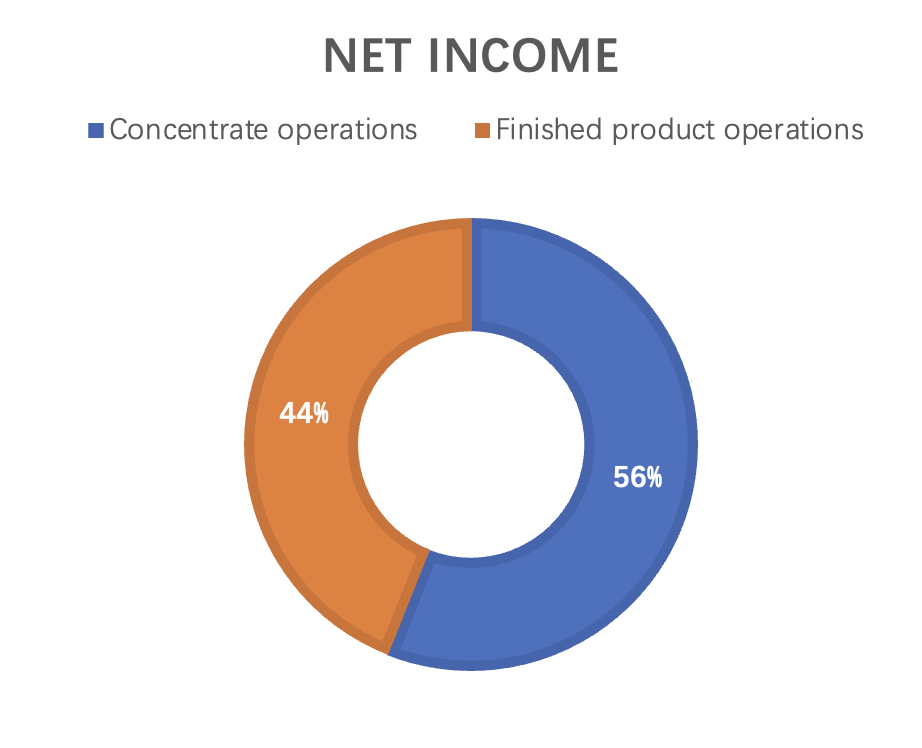 NET INCOME
Concentrate operations Finished product operations
44%
56%